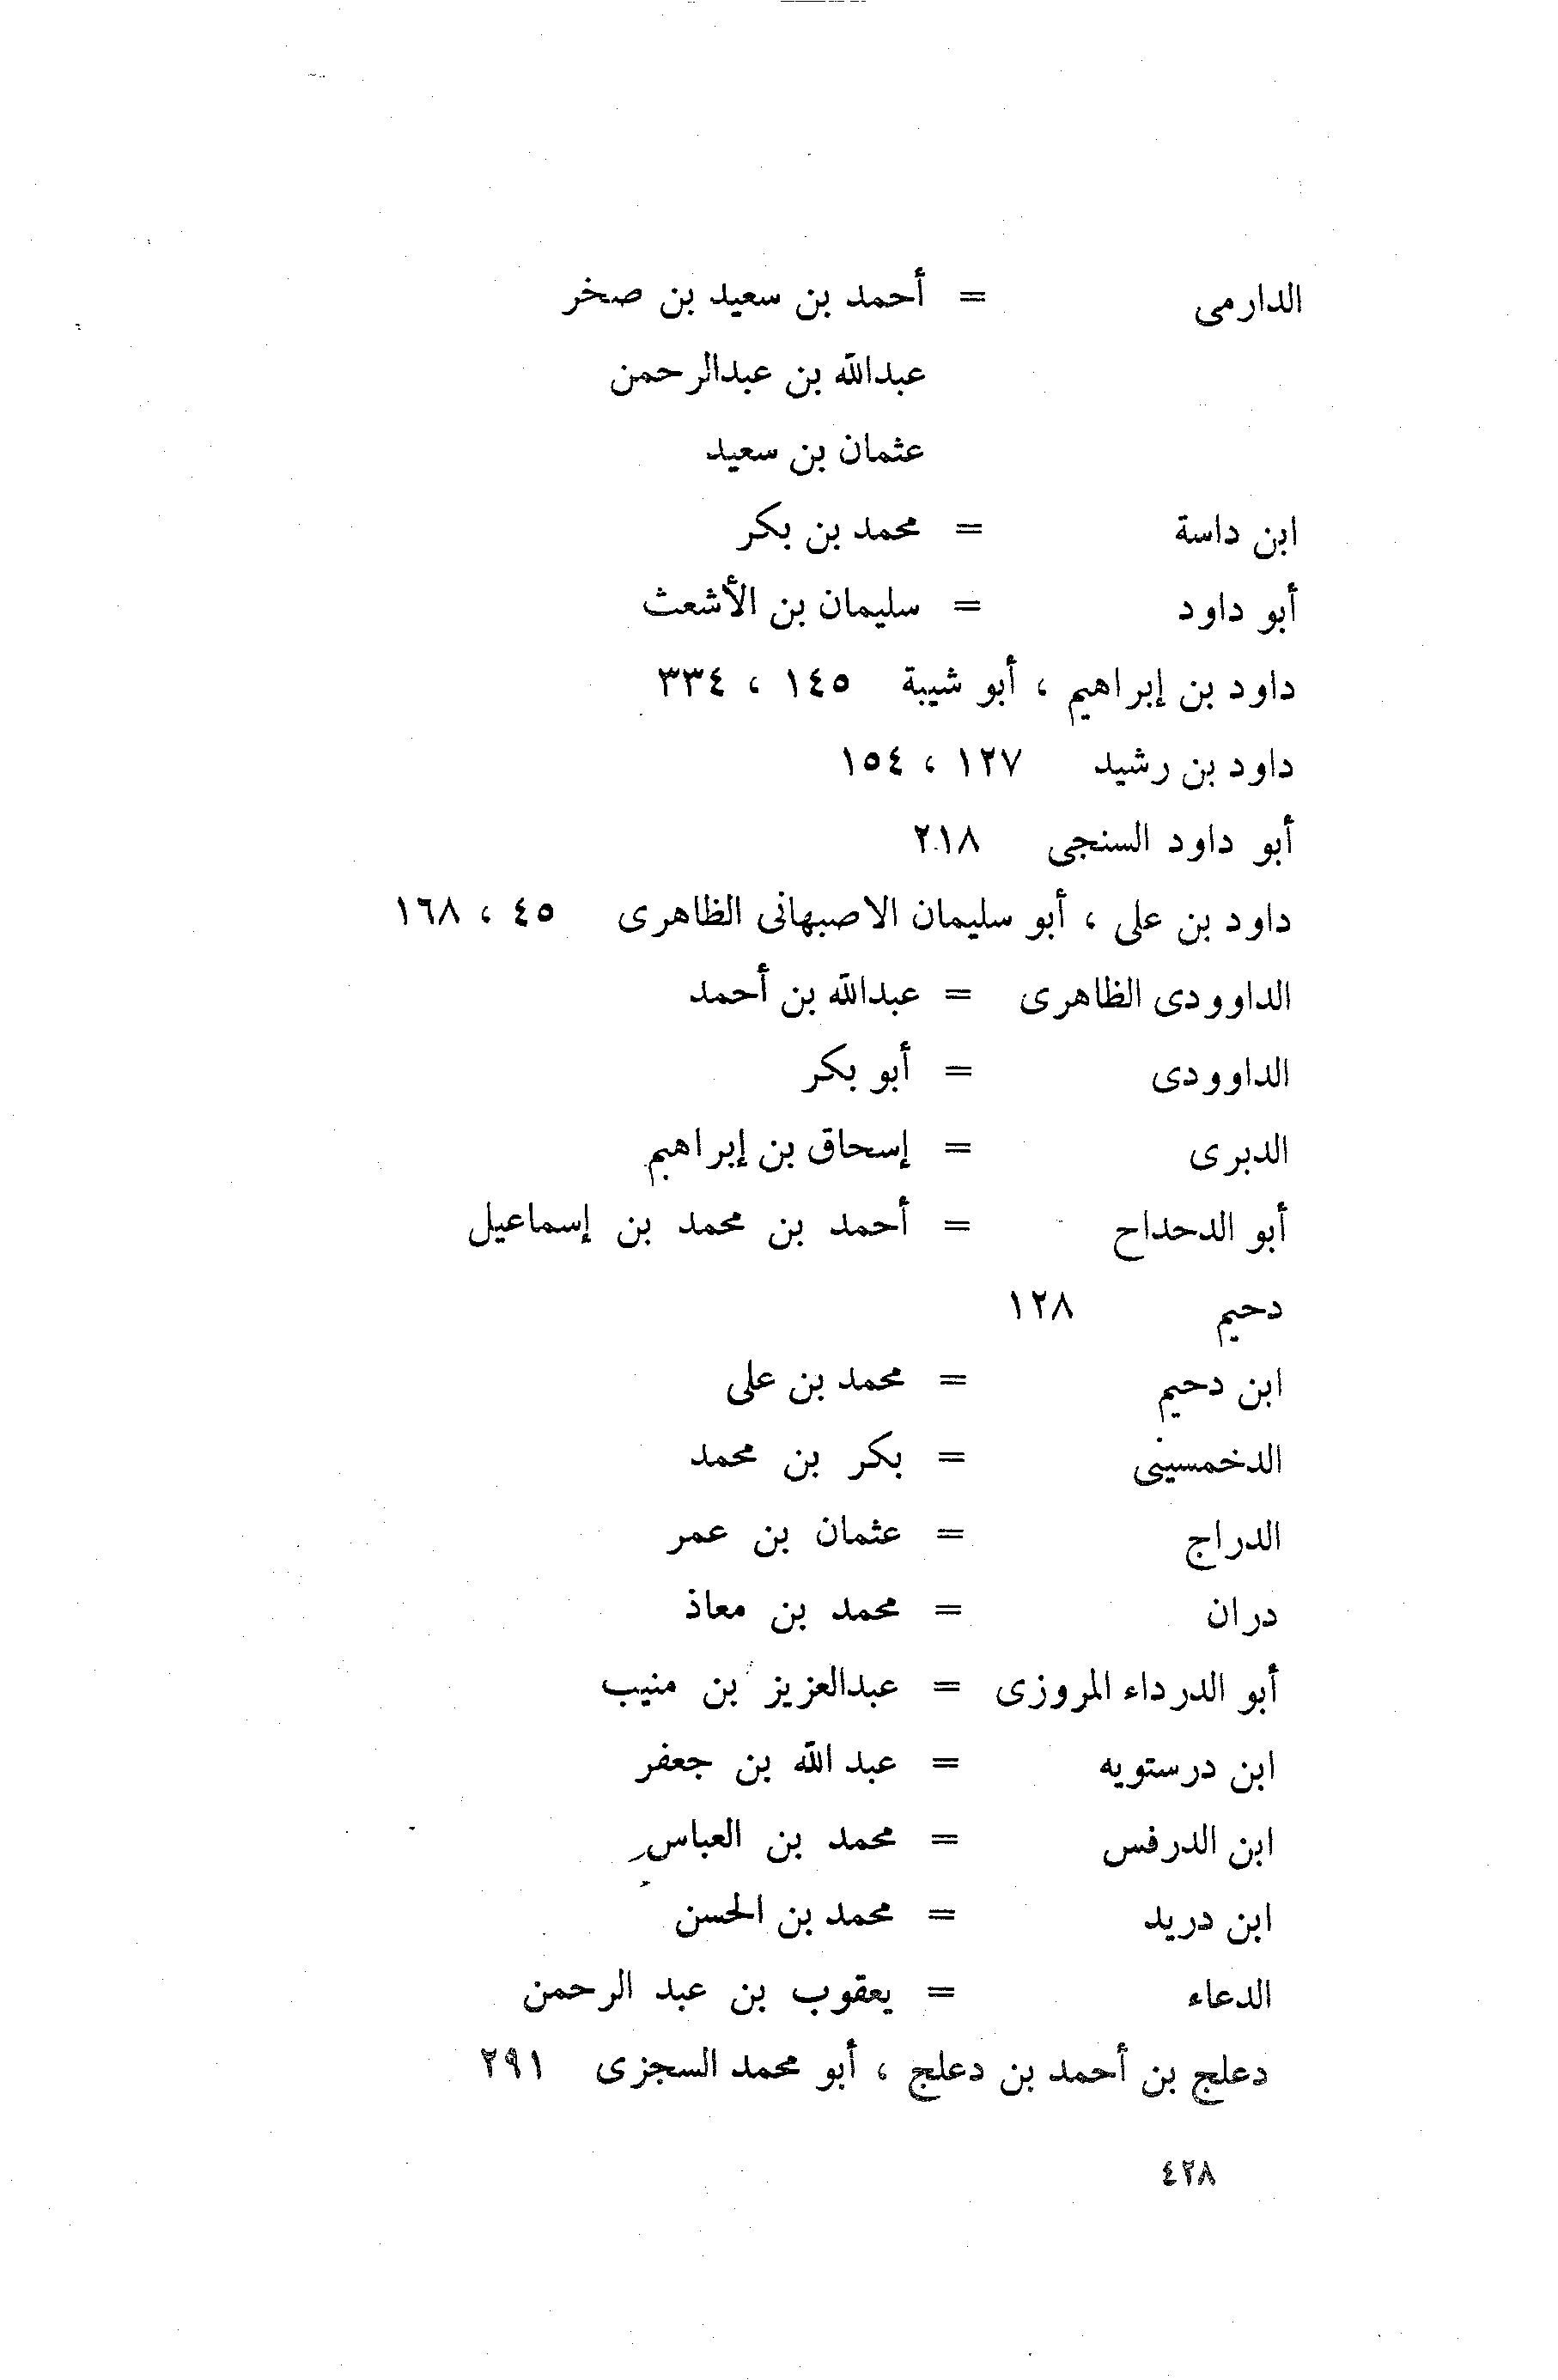 الدارمى = أحمد بن سعيد بن صخر
عبدالله بن عبدالرحمن
عثمان بن سعيد
ابن داسة = محمد بن بكر
أبو داود = سليمان بن الأشعث
داود بن إبراهيم ، أبو شيبة ١٤٥ ، ٣٣٤
داود بن رشيد ١٢٧ ، ١٥٤
أبو داود السنجى ٢١٨
داود بن على ، أبو سليمان الاصبهانى الظاهرى ٤٥ ، ١٦٨
الداوودى الظاهرى = عبدالله بن أحمد
الداوودى = أبو بكر
الدبرى = إسحاق بن إبراهيم
أبو الدحداح = أحمد بن محمد بن إسماعيل
دحيم ١٢٨
ابن دحيم = محمد بن على
الدخمسينى = بكر بن محمد
الدراج = عثمان بن عمر
دران = محمد بن معاذ
أبو الدرداء المروزى = عبدالعزيز بن منيب
ابن درستويه = عبد الله بن جعفر
ابن الدرفس = محمد بن العباس
ابن دريد = محمد بن الحسن
الدعاء = يعقوب بن عبد الرحمن
دعلج بن أحمد بن دعلج ، أبو محمد السجزى ٢٩١
٤٢٨